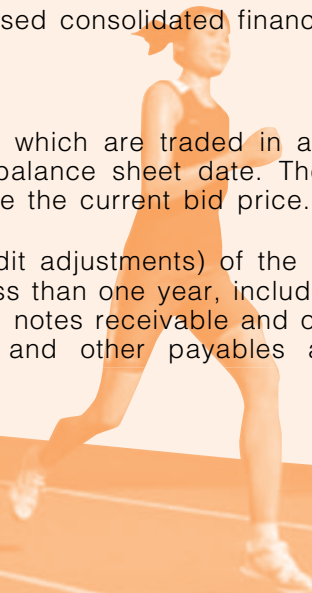 sed consolidated financ
which are traded in a
balance sheet date. Th
e the current bid price.
dit adjustments) of the
ss than one year, includ
notes receivable and o
and other payables a